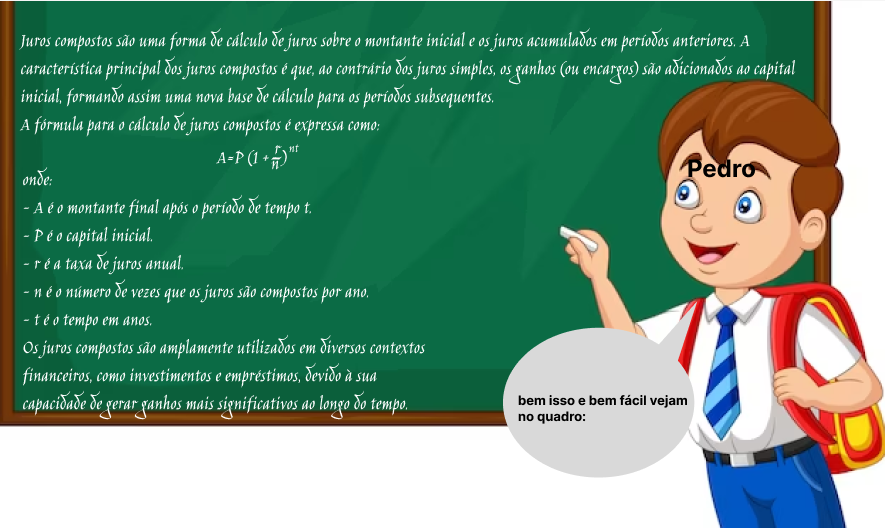 Juros compostos são uma forma de cálculo de juros sobre o montante inicial e os juros acumulados em períodos anteriores. A
característica principal dos juros compostos é que, ao contrário dos juros simples, os ganhos (ou encargos) são adicionados ao capital
inicial, formando assim uma nova base de cálculo para os períodos subsequentes.
A fórmula para o cálculo de juros compostos é expressa como:
A=P (1 + r/n)^nt
onde:
- A é o montante final após o período de tempo t.
- P é o capital inicial.
- r é a taxa de juros anual.
- n é o número de vezes que os juros são compostos por ano.
- t é o tempo em anos.
Os juros compostos são amplamente utilizados em diversos contextos
financeiros, como investimentos e empréstimos, devido à sua
capacidade de gerar ganhos mais significativos ao longo do tempo.
Pedro
bem isso e bem fácil vejam
no quadro: